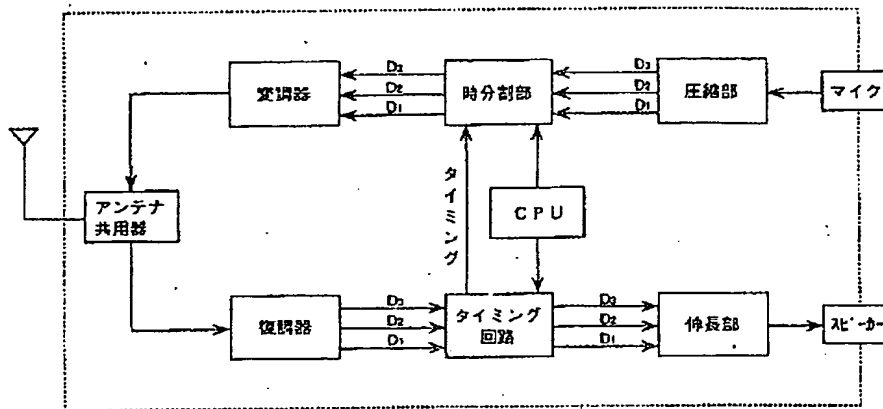 D3
D3
変調器
D2
時分割部
D2
圧縮部
マイク
D1
D1
タイミング
CPU
アンテナ
共用器
復調器
D3
D2
D1
タイミング
回路
D3
D2
D1
伸長部
スピーカー